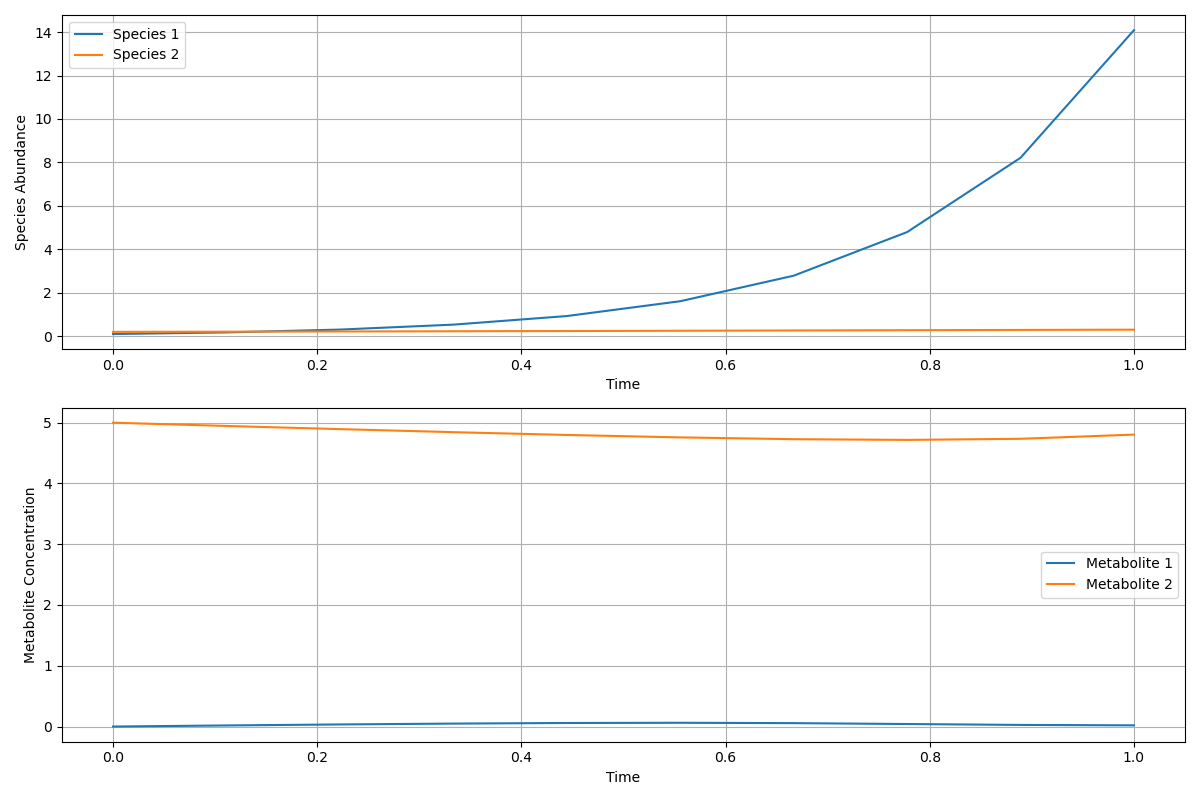 Species Abundance
14
12
10
8
6
4
2
0
Species 1
Species 2
0.0 0.2 0.4 0.6 0.8 1.0
Time
Metabolite Concentration
5
4
3
2
1
0
Metabolite 1
Metabolite 2
0.0 0.2 0.4 0.6 0.8 1.0
Time